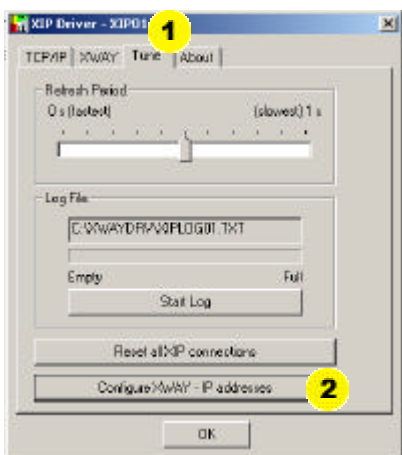 XIP Driver - XIP01
1
TCP/IP XWAY Tune About
Refresh Period
0 s (fastest) (slowest) 1 s
Log File
C:\XWAYDRV\XIPLOG01.TXT
Empty Full
Start Log
Reset all XIP connections
Configure XWAY - IP addresses
2
OK